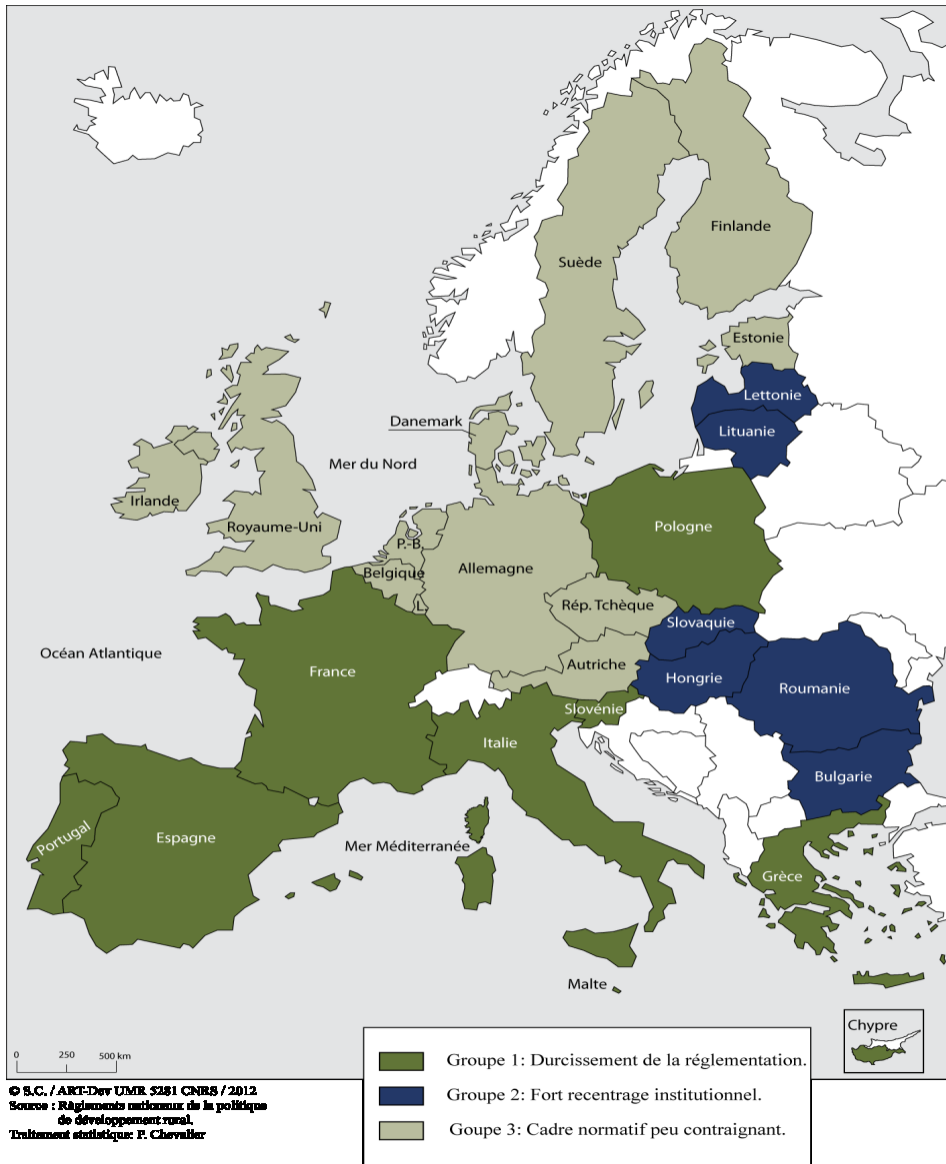 Finlande
Suède
Estonie
Lettonie
Lituanie
Danemark
Mer du Nord
Irlande
Royaume-Uni
P.-B.
Belgique
L.
Allemagne
Pologne
Rép. Tchèque
Slovaquie
Autriche
Hongrie
Roumanie
Océan Atlantique
France
Slovénie
Italie
Bulgarie
Portugal
Espagne
Mer Méditerranée
Grèce
Malte
Chypre
0 250 500 km
Groupe 1: Durcissement de la réglementation.
Groupe 2: Fort recentrage institutionnel.
Goupe 3: Cadre normatif peu contraignant.
© S.C. / ART-Dev UMR 5281 CNRS / 2012
Source : Règlements nationaux de la politique
de développement rural.
Traitement statistique: P. Chevalier